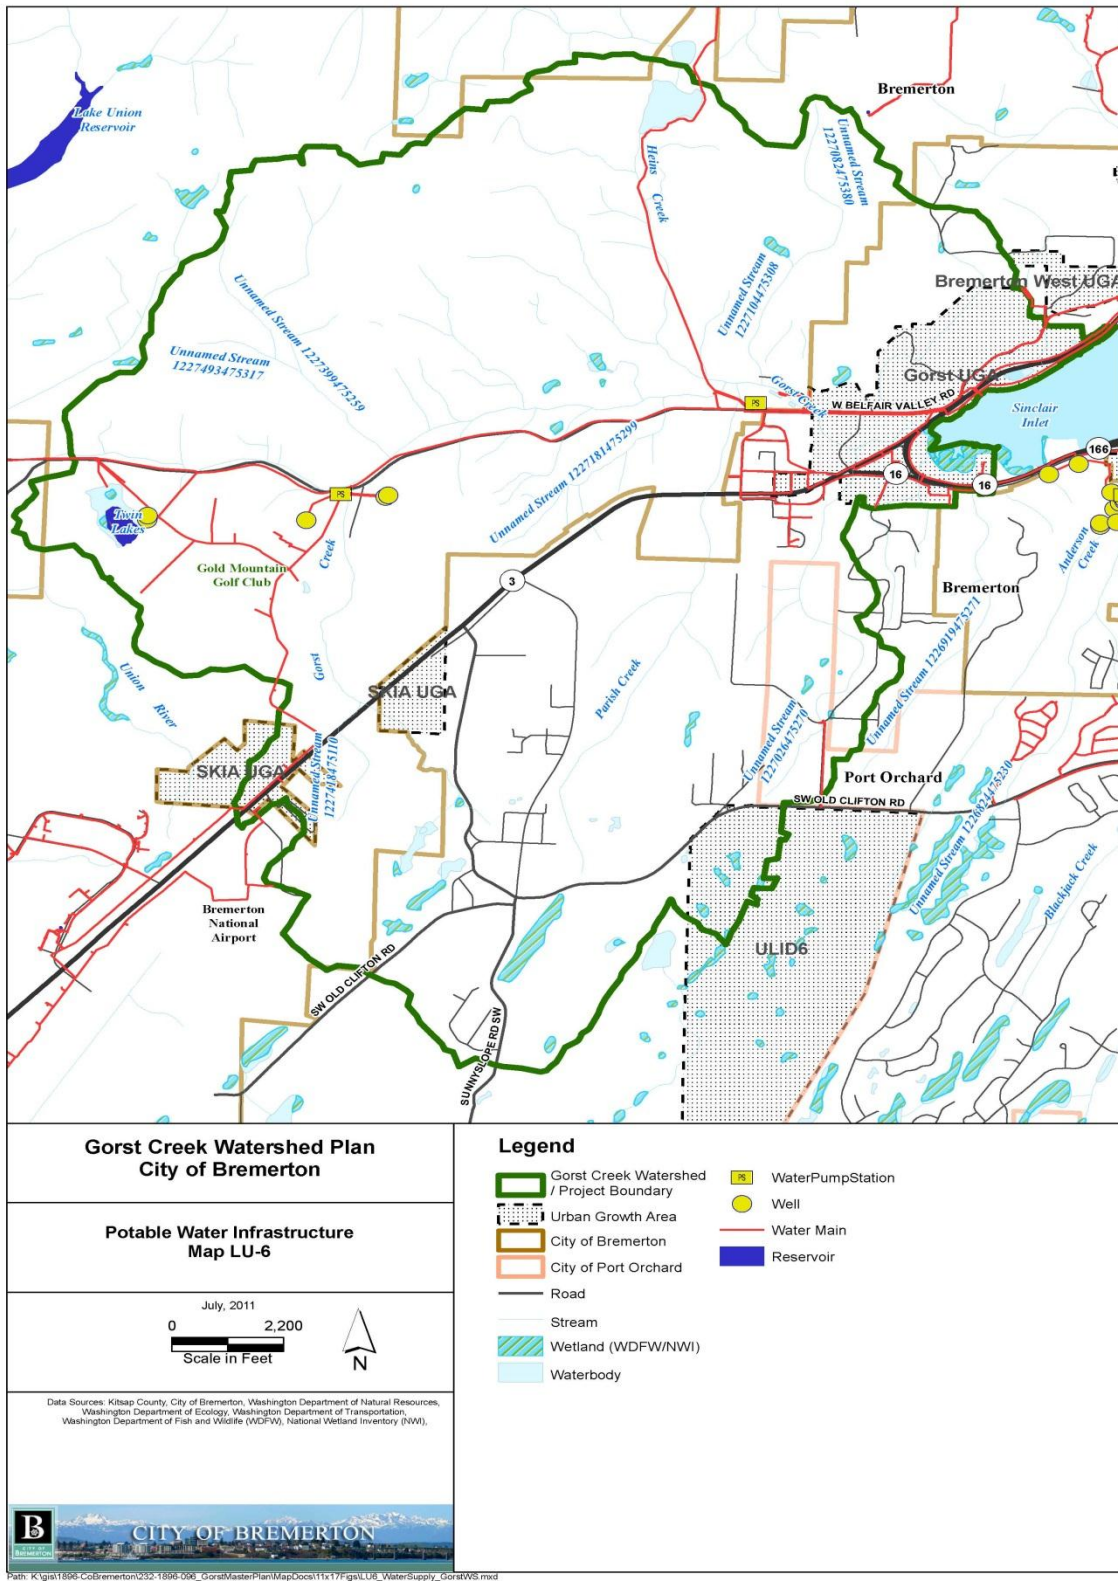 Bremerton
Lake Union
Reservoir
Unnamed Stream
1227082475380
Heins Creek
Unnamed Stream
1227104475308
Bremerton West UGA
Unnamed Stream 1227399475259
Unnamed Stream
1227493475317
Gorst Creek
Gorst UGA
W BELFAIR VALLEY RD
Sinclair
Inlet
PS
166
16
16
Unnamed Stream 1227181475299
PS
Twin
Lakes
Creek
Gold Mountain
Golf Club
3
Anderson
Creek
Bremerton
Unnamed Stream 1226919475271
Gorst
Union
River
SKIA UGA
Parish Creek
Unnamed Stream
1227026475270
SKIA UGA
Unnamed Stream
1227418475110
Port Orchard
SW OLD CLIFTON RD
Unnamed Stream 1226824475230
Blackjack Creek
Bremerton
National
Airport
ULID6
SW OLD CLIFTON RD
SUNNYSLOPE RD SW
Gorst Creek Watershed Plan
City of Bremerton
Potable Water Infrastructure
Map LU-6
July, 2011
0 2,200
Scale in Feet
N
Data Sources: Kitsap County, City of Bremerton, Washington Department of Natural Resources,
Washington Department of Ecology, Washington Department of Transportation,
Washington Department of Fish and Wildlife (WDFW), National Wetland Inventory (NWI),
B
CITY OF
BREMERTON
CITY OF BREMERTON
Legend
Gorst Creek Watershed
/ Project Boundary
Urban Growth Area
City of Bremerton
City of Port Orchard
Road
Stream
Wetland (WDFW/NWI)
Waterbody
PS WaterPumpStation
Well
Water Main
Reservoir
Path: K:\gis\1896-CoBremerton\232-1896-096_GorstMasterPlan\MapDocs\11x17Figs\LU6_WaterSupply_GorstWS.mxd